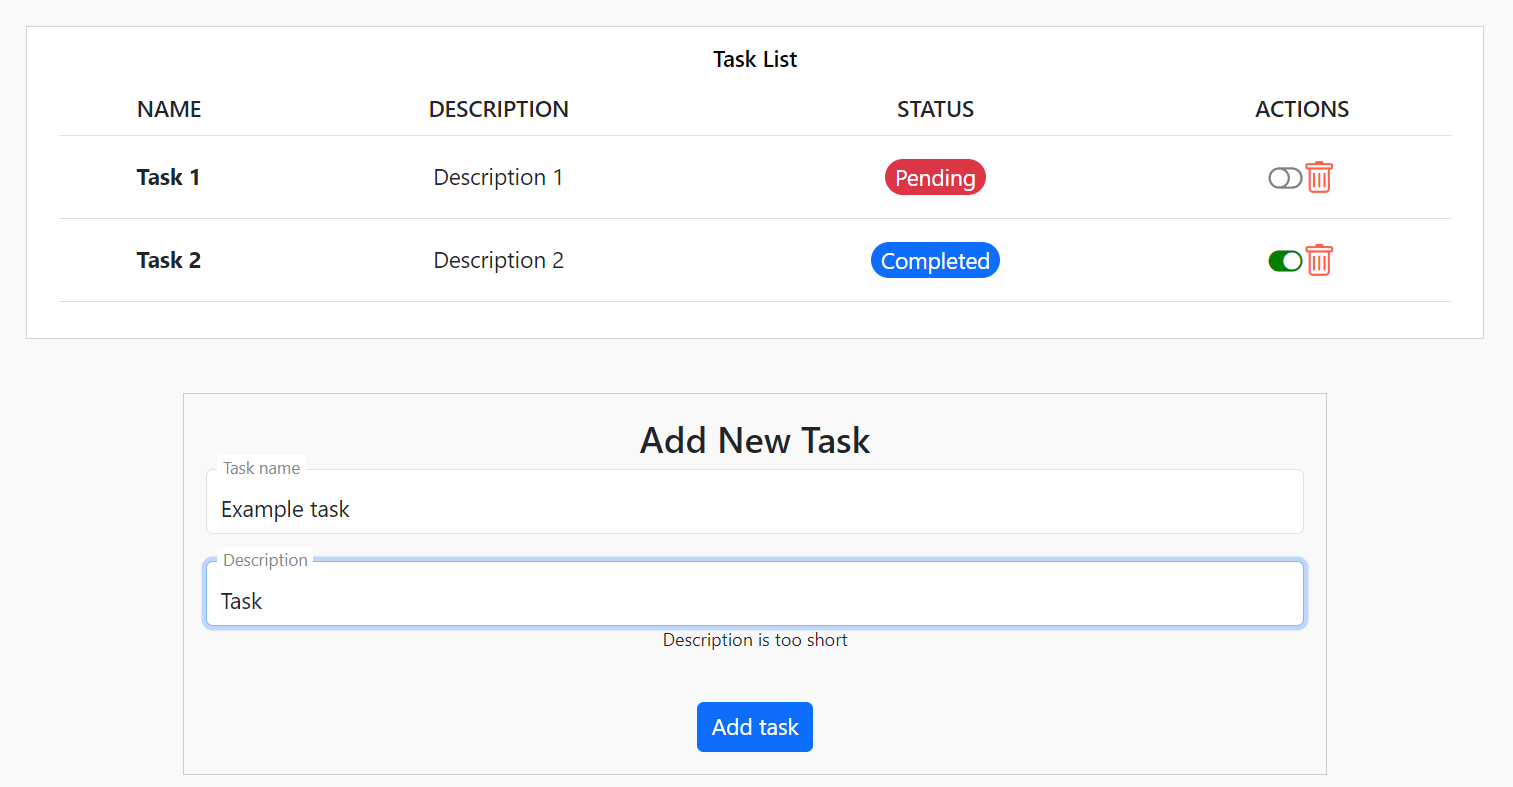 Task List
NAME DESCRIPTION STATUS ACTIONS
Task 1 Description 1 Pending
Task 2 Description 2 Completed
Add New Task
Task name
Example task
Description
Task
Description is too short
Add task